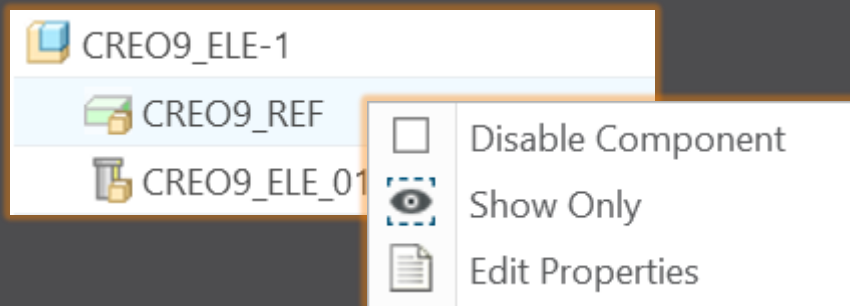 CREO9_ELE-1
CREO9_REF
CREO9_ELE_01
Disable Component
Show Only
Edit Properties